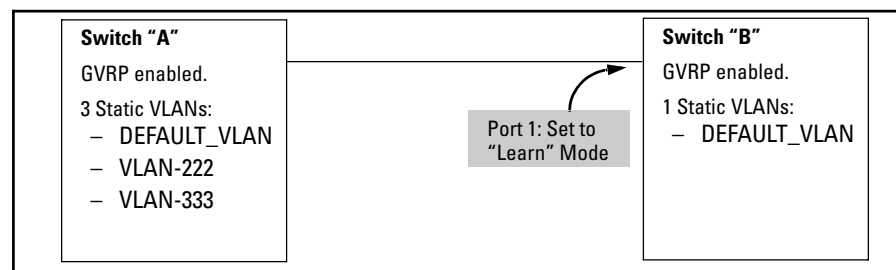 Switch “A”
GVRP enabled.
3 Static VLANs:
– DEFAULT_VLAN
– VLAN-222
– VLAN-333
Port 1: Set to
“Learn” Mode
Switch “B”
GVRP enabled.
1 Static VLANs:
– DEFAULT_VLAN